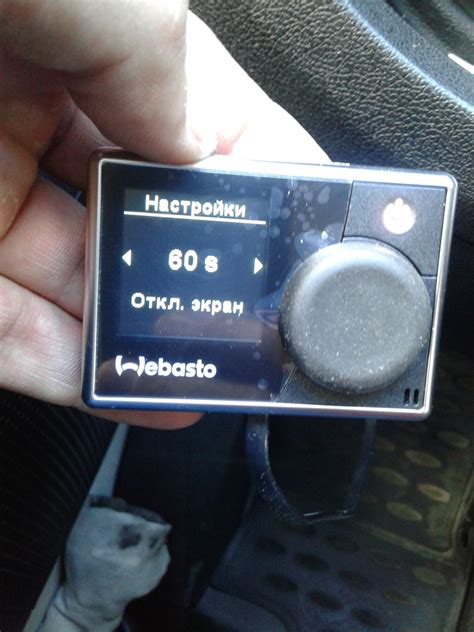 Настройки
60 s
Откл. экран
Webasto